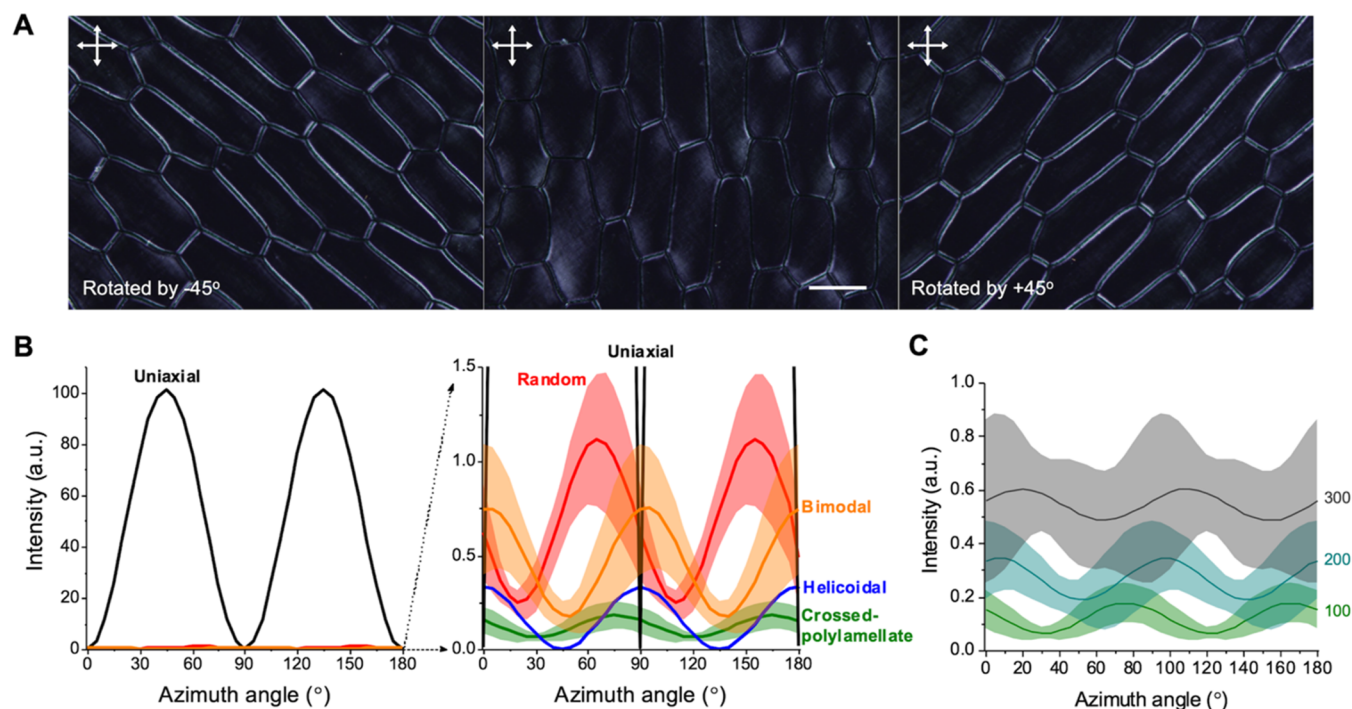 A
Rotated by -45º
Rotated by +45º
B
Uniaxial
Intensity (a.u.)
100
80
60
40
20
0
0 30 60 90 120 150 180
Azimuth angle (°)
Uniaxial
1.5
1.0
0.5
0.0
Random
Bimodal
Helicoidal
Crossed-
polylamellate
0 30 60 90 120 150 180
Azimuth angle (°)
C
Intensity (a.u.)
1.0
0.8
0.6
0.4
0.2
0.0
300
200
100
0 20 40 60 80 100 120 140 160 180
Azimuth angle (°)